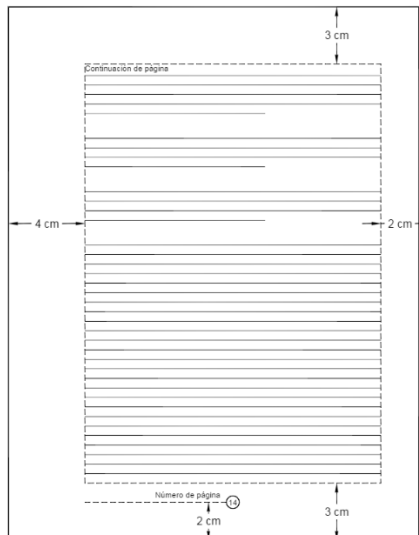 3 cm
Continuación de página
4 cm
2 cm
Número de página
14
2 cm
3 cm